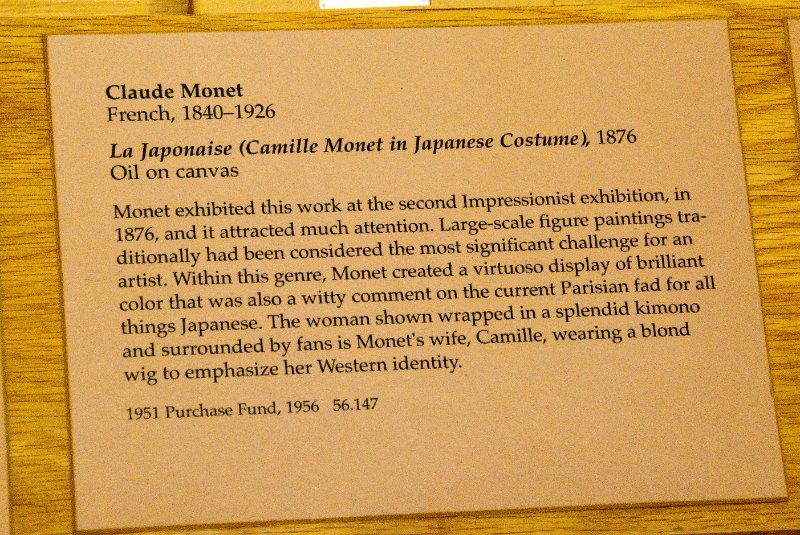 Claude Monet
French, 1840–1926
La Japonaise (Camille Monet in Japanese Costume), 1876
Oil on canvas
Monet exhibited this work at the second Impressionist exhibition, in
1876, and it attracted much attention. Large-scale figure paintings tra-
ditionally had been considered the most significant challenge for an
artist. Within this genre, Monet created a virtuoso display of brilliant
color that was also a witty comment on the current Parisian fad for all
things Japanese. The woman shown wrapped in a splendid kimono
and surrounded by fans is Monet's wife, Camille, wearing a blond
wig to emphasize her Western identity.
1951 Purchase Fund, 1956 56.147